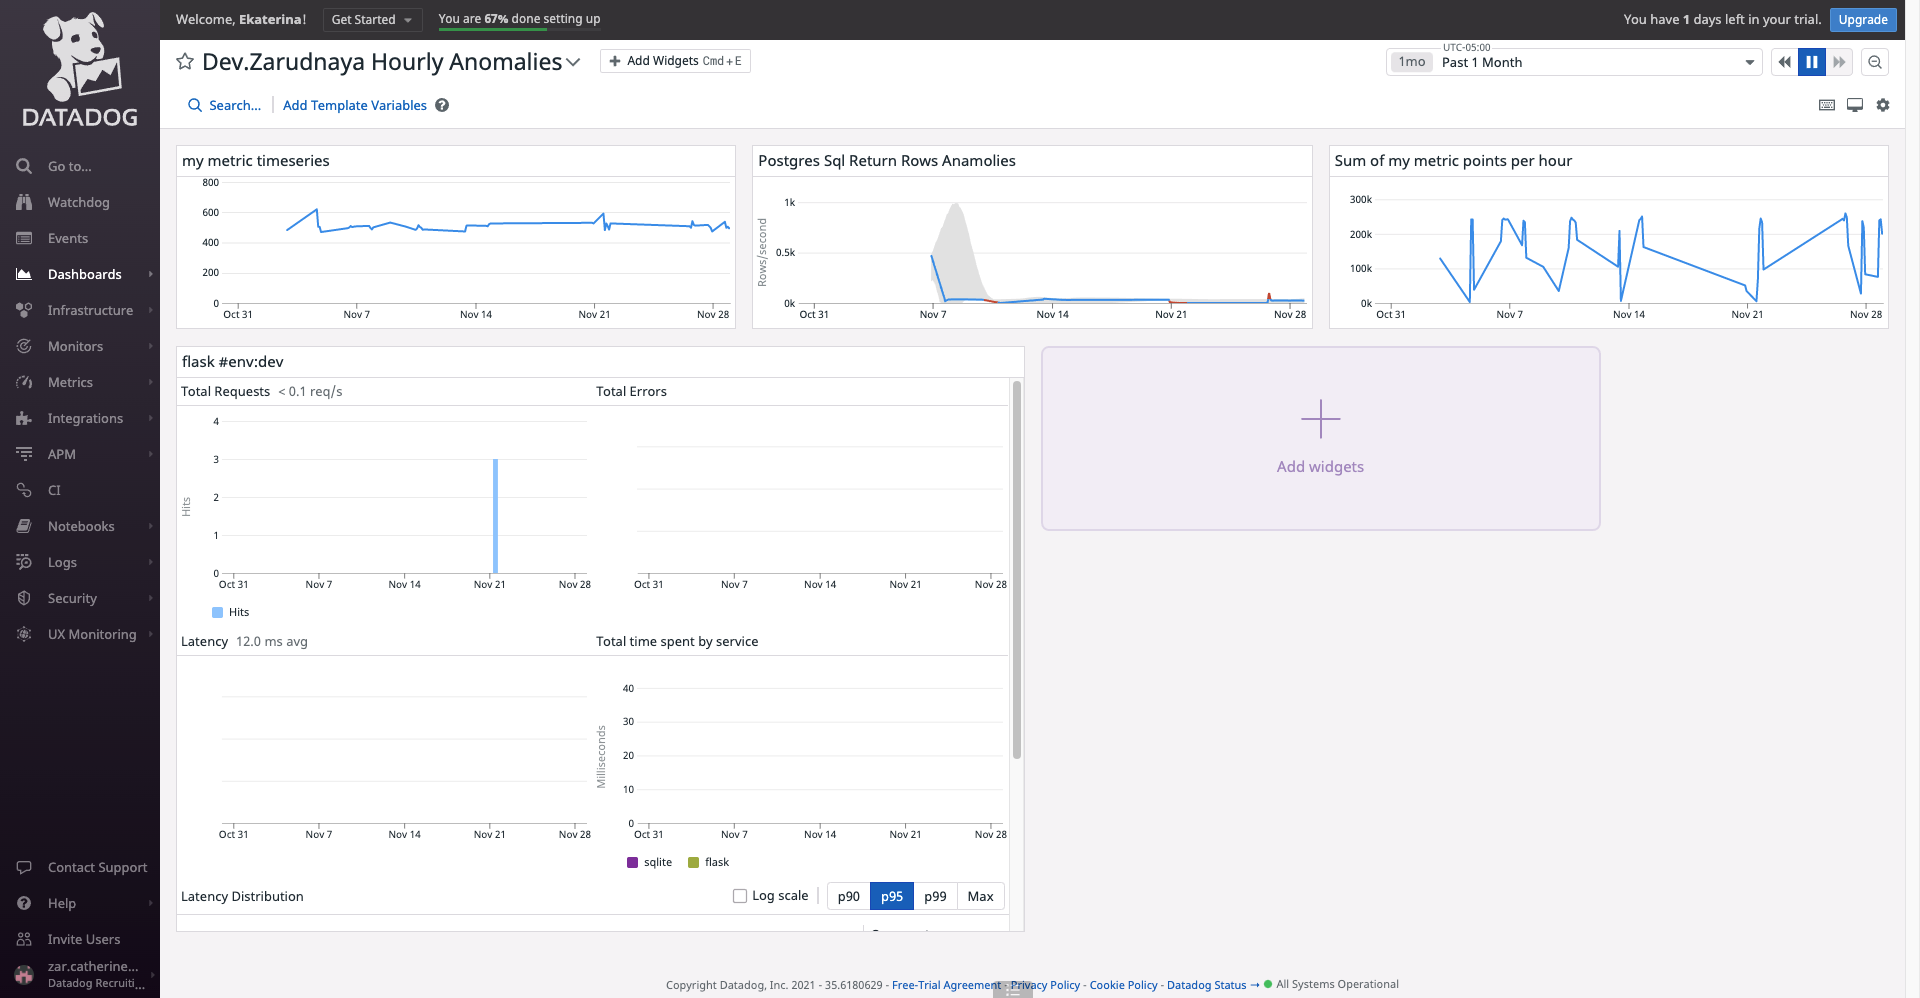 Welcome, Ekaterina!
Get Started
You are 67% done setting up
You have 1 days left in your trial.
Upgrade
DATADOG
Go to...
Watchdog
Events
Dashboards
Infrastructure
Monitors
Metrics
Integrations
APM
CI
Notebooks
Logs
Security
UX Monitoring
Contact Support
Help
Invite Users
zar.catherine...
Datadog Recruiti...
Dev.Zarudnaya Hourly Anomalies
Add Widgets Cmd+E
UTC-05:00
1mo Past 1 Month
Search...
Add Template Variables
my metric timeseries
800
600
400
200
0
Oct 31 Nov 7 Nov 14 Nov 21 Nov 28
Postgres Sql Return Rows Anamolies
Rows/second
1k
0.5k
0k
Oct 31 Nov 7 Nov 14 Nov 21 Nov 28
Sum of my metric points per hour
300k
200k
100k
0k
Oct 31 Nov 7 Nov 14 Nov 21 Nov 28
flask #env:dev
Total Requests < 0.1 req/s
Hits
4
3
2
1
0
Oct 31 Nov 7 Nov 14 Nov 21 Nov 28
Hits
Total Errors
Oct 31 Nov 7 Nov 14 Nov 21 Nov 28
Latency 12.0 ms avg
Oct 31 Nov 7 Nov 14 Nov 21 Nov 28
Total time spent by service
Milliseconds
40
30
20
10
0
Oct 31 Nov 7 Nov 14 Nov 21 Nov 28
sqlite flask
Latency Distribution
Log scale
p90 p95 p99 Max
Add widgets
Copyright Datadog, Inc. 2021 - 35.6180629 - Free-Trial Agreement - Privacy Policy - Cookie Policy - Datadog Status → All Systems Operational